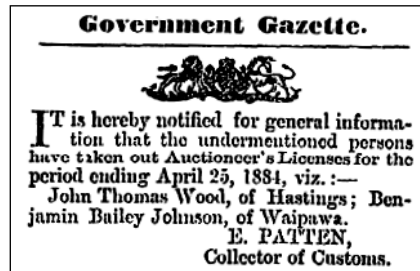 Government Gazette.
IT is hereby notified for general informa-
tion that the undermentioned persons
have taken out Auctioneer's Licenses for the
period ending April 25, 1884, viz.:—
John Thomas Wood, of Hastings; Ben-
jamin Bailey Johnson, of Waipawa.
E. PATTEN,
Collector of Customs.